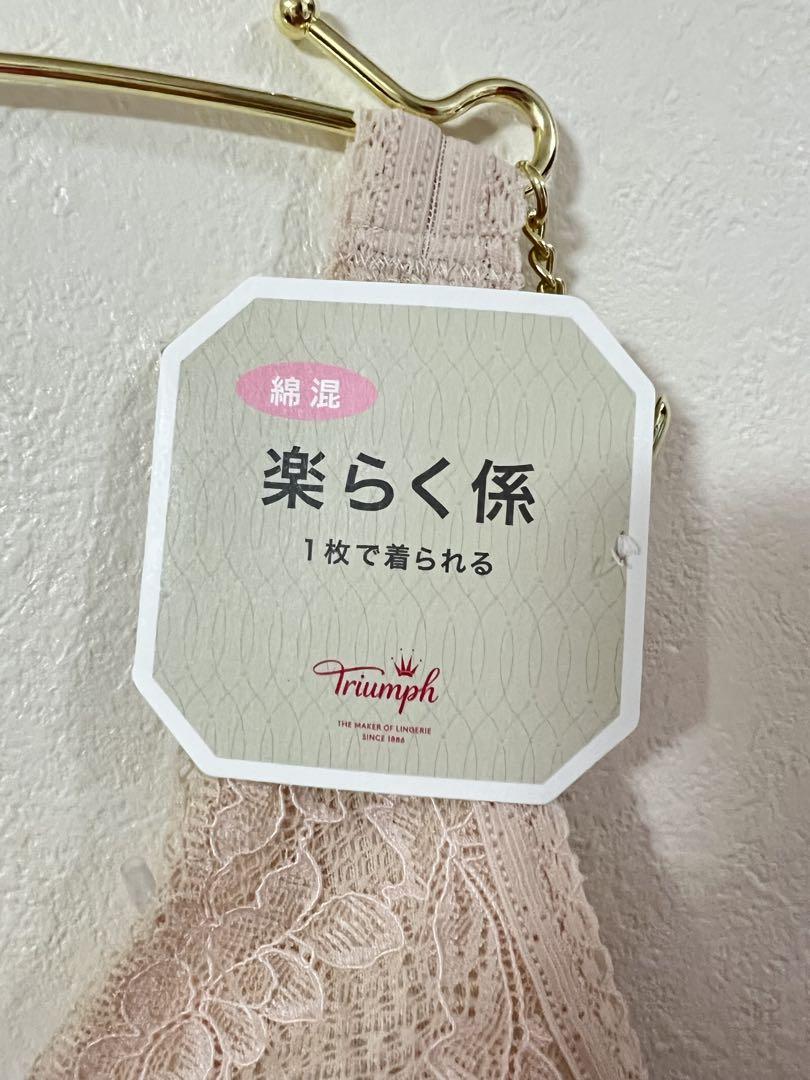 綿混
楽らく係
1枚で着られる
Triumph
THE MAKER OF LINGERIE
SINCE 1886